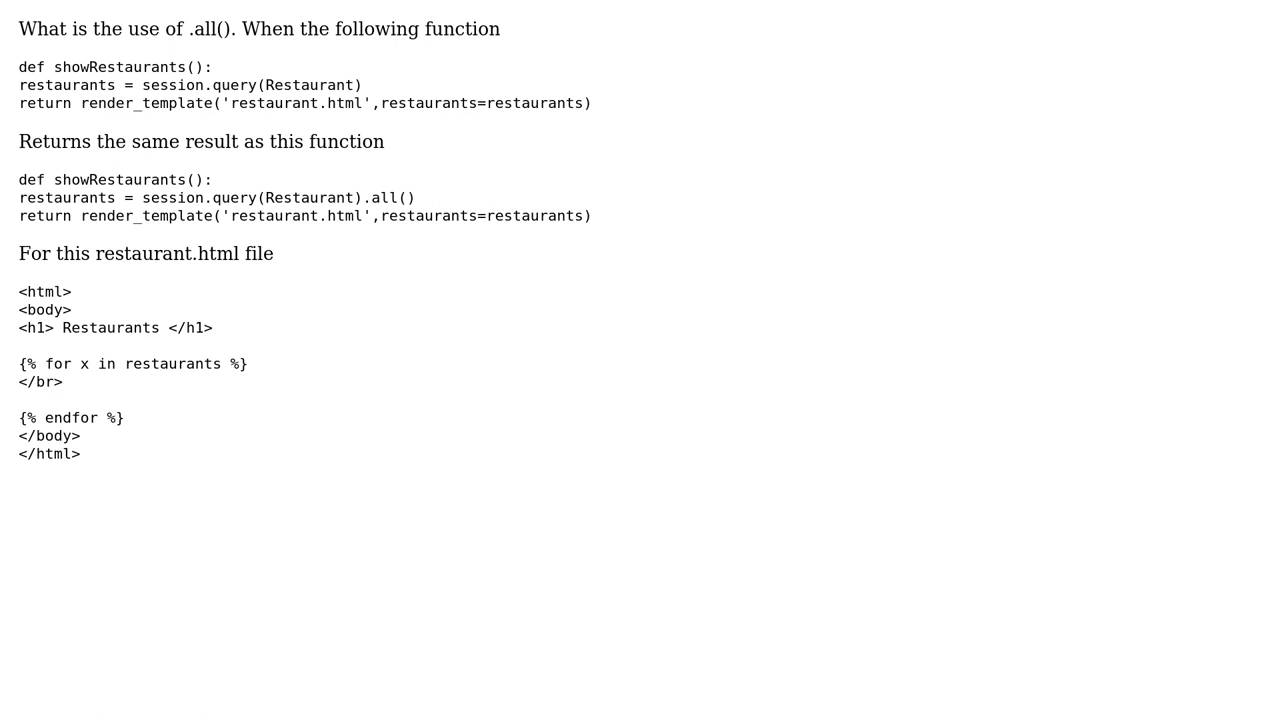 What is the use of .all(). When the following function
def showRestaurants():
restaurants = session.query(Restaurant)
return render_template('restaurant.html',restaurants=restaurants)
Returns the same result as this function
def showRestaurants():
restaurants = session.query(Restaurant).all()
return render_template('restaurant.html',restaurants=restaurants)
For this restaurant.html file
<html>
<body>
<h1> Restaurants </h1>
{% for x in restaurants %}
</br>
{% endfor %}
</body>
</html>